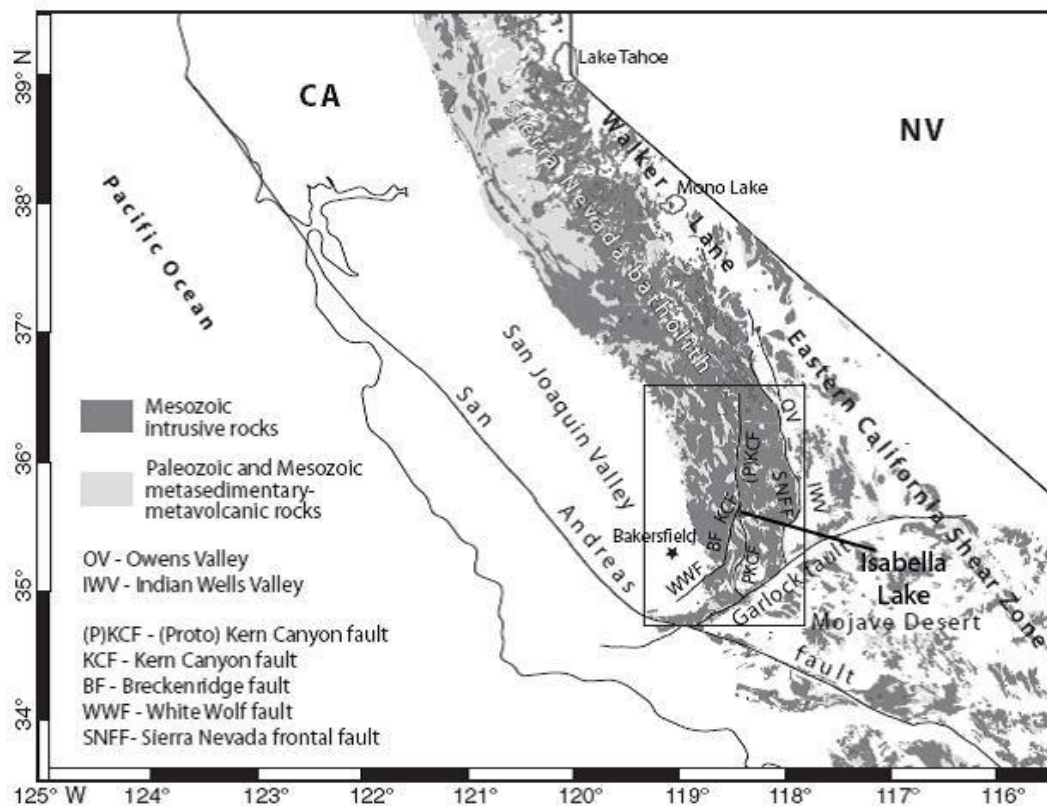 Lake Tahoe
39° N
CA
NV
Walker Lane
Mono Lake
Sierra Nevada batholith
38°
Pacific Ocean
37°
San Joaquin Valley
Eastern California Shear Zone
San Andreas fault
OV
Mesozoic
intrusive rocks
36°
(P)KCF
Paleozoic and Mesozoic
metasedimentary-
metavolcanic rocks
SNFF
IWV
KCF
Bakersfield
BF
OV - Owens Valley
IWV - Indian Wells Valley
WWF
PKCF
Garlock fault
Isabella
Lake
35°
Mojave Desert
(P)KCF - (Proto) Kern Canyon fault
KCF - Kern Canyon fault
BF - Breckenridge fault
WWF - White Wolf fault
SNFF- Sierra Nevada frontal fault
34°
125° W
124°
123°
122°
121°
120°
119°
118°
117°
116°